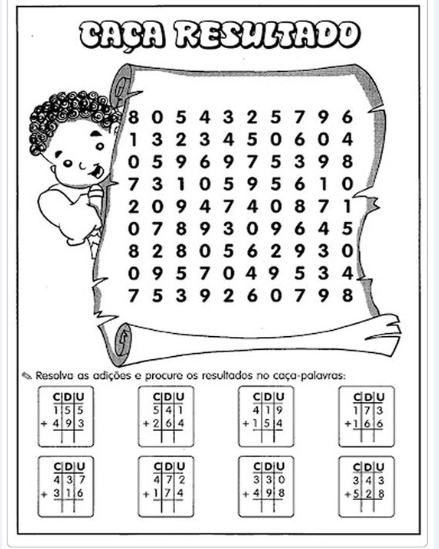 CAÇA RESULTADO
8 0 5 4 3 2 5 7 9 6
1 3 2 3 4 5 0 6 0 4
0 5 9 6 9 7 5 3 9 8
7 3 1 0 5 9 5 6 1 0
2 0 9 4 7 4 0 8 7 1
0 7 8 9 3 0 9 6 4 5
8 2 8 0 5 6 2 9 3 0
0 9 5 7 0 4 9 5 3 4
7 5 3 9 2 6 0 7 9 8
Resolva as adições e procure os resultados no caça-palavras:
C D U C D U C D U C D U
1 5 5 5 4 1 4 1 9 1 7 3
+ 4 9 3 + 2 6 4 + 1 5 4 + 1 6 6
C D U C D U C D U C D U
4 3 7 4 7 2 3 3 0 3 4 3
+ 3 1 6 + 1 7 4 + 4 9 8 + 5 2 8